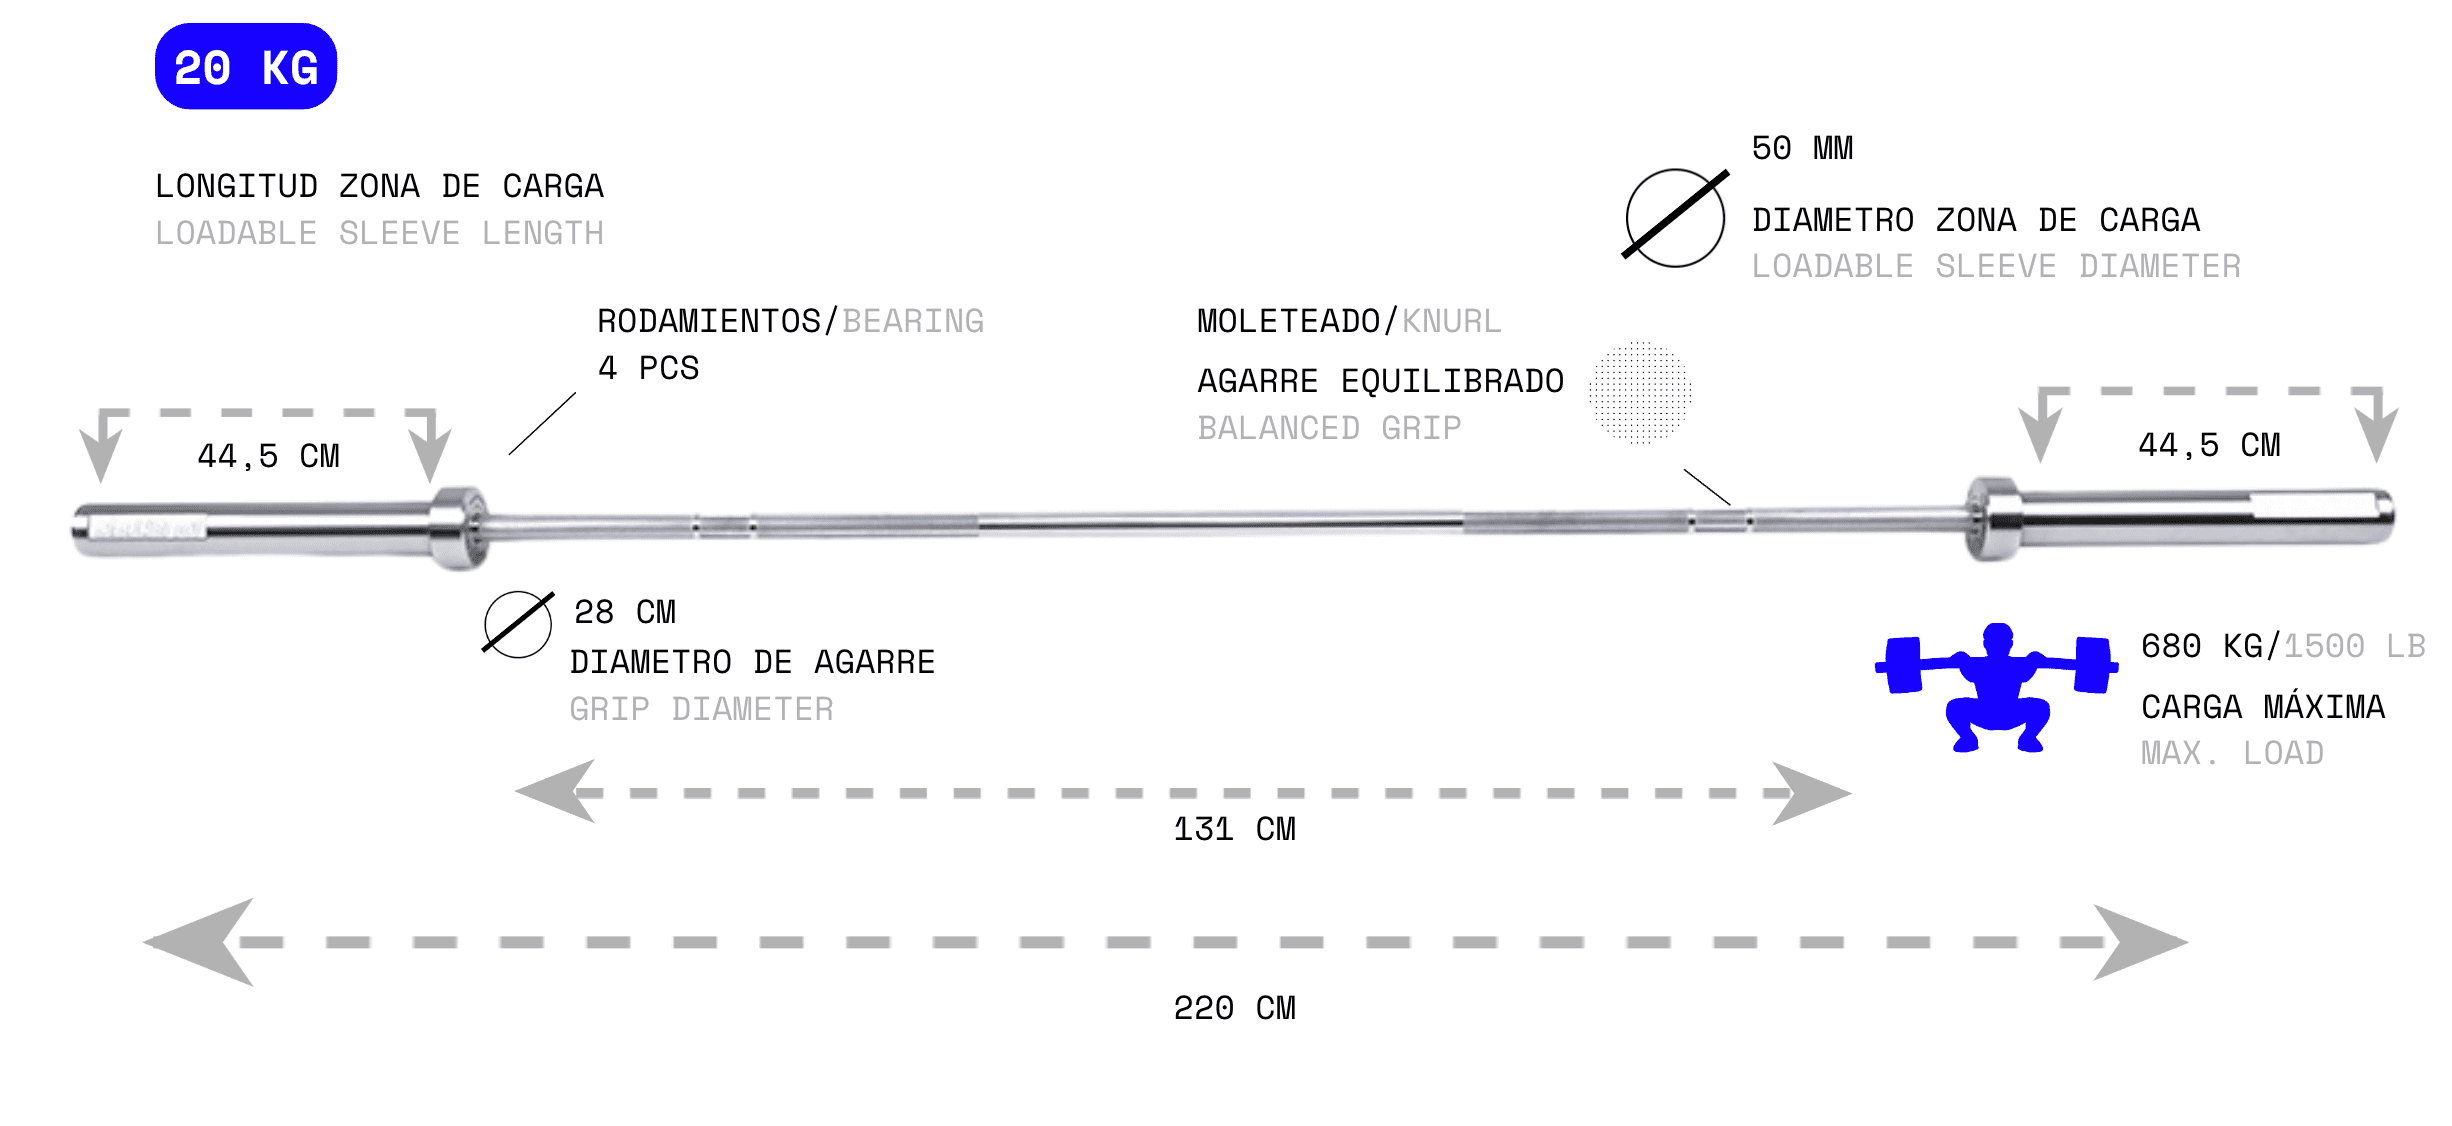 20 KG
LONGITUD ZONA DE CARGA
LOADABLE SLEEVE LENGTH
50 MM
DIAMETRO ZONA DE CARGA
LOADABLE SLEEVE DIAMETER
RODAMIENTOS/BEARING
4 PCS
MOLETEADO/KNURL
AGARRE EQUILIBRADO
BALANCED GRIP
44,5 CM
44,5 CM
28 CM
DIAMETRO DE AGARRE
GRIP DIAMETER
680 KG/1500 LB
CARGA MÁXIMA
MAX. LOAD
131 CM
220 CM